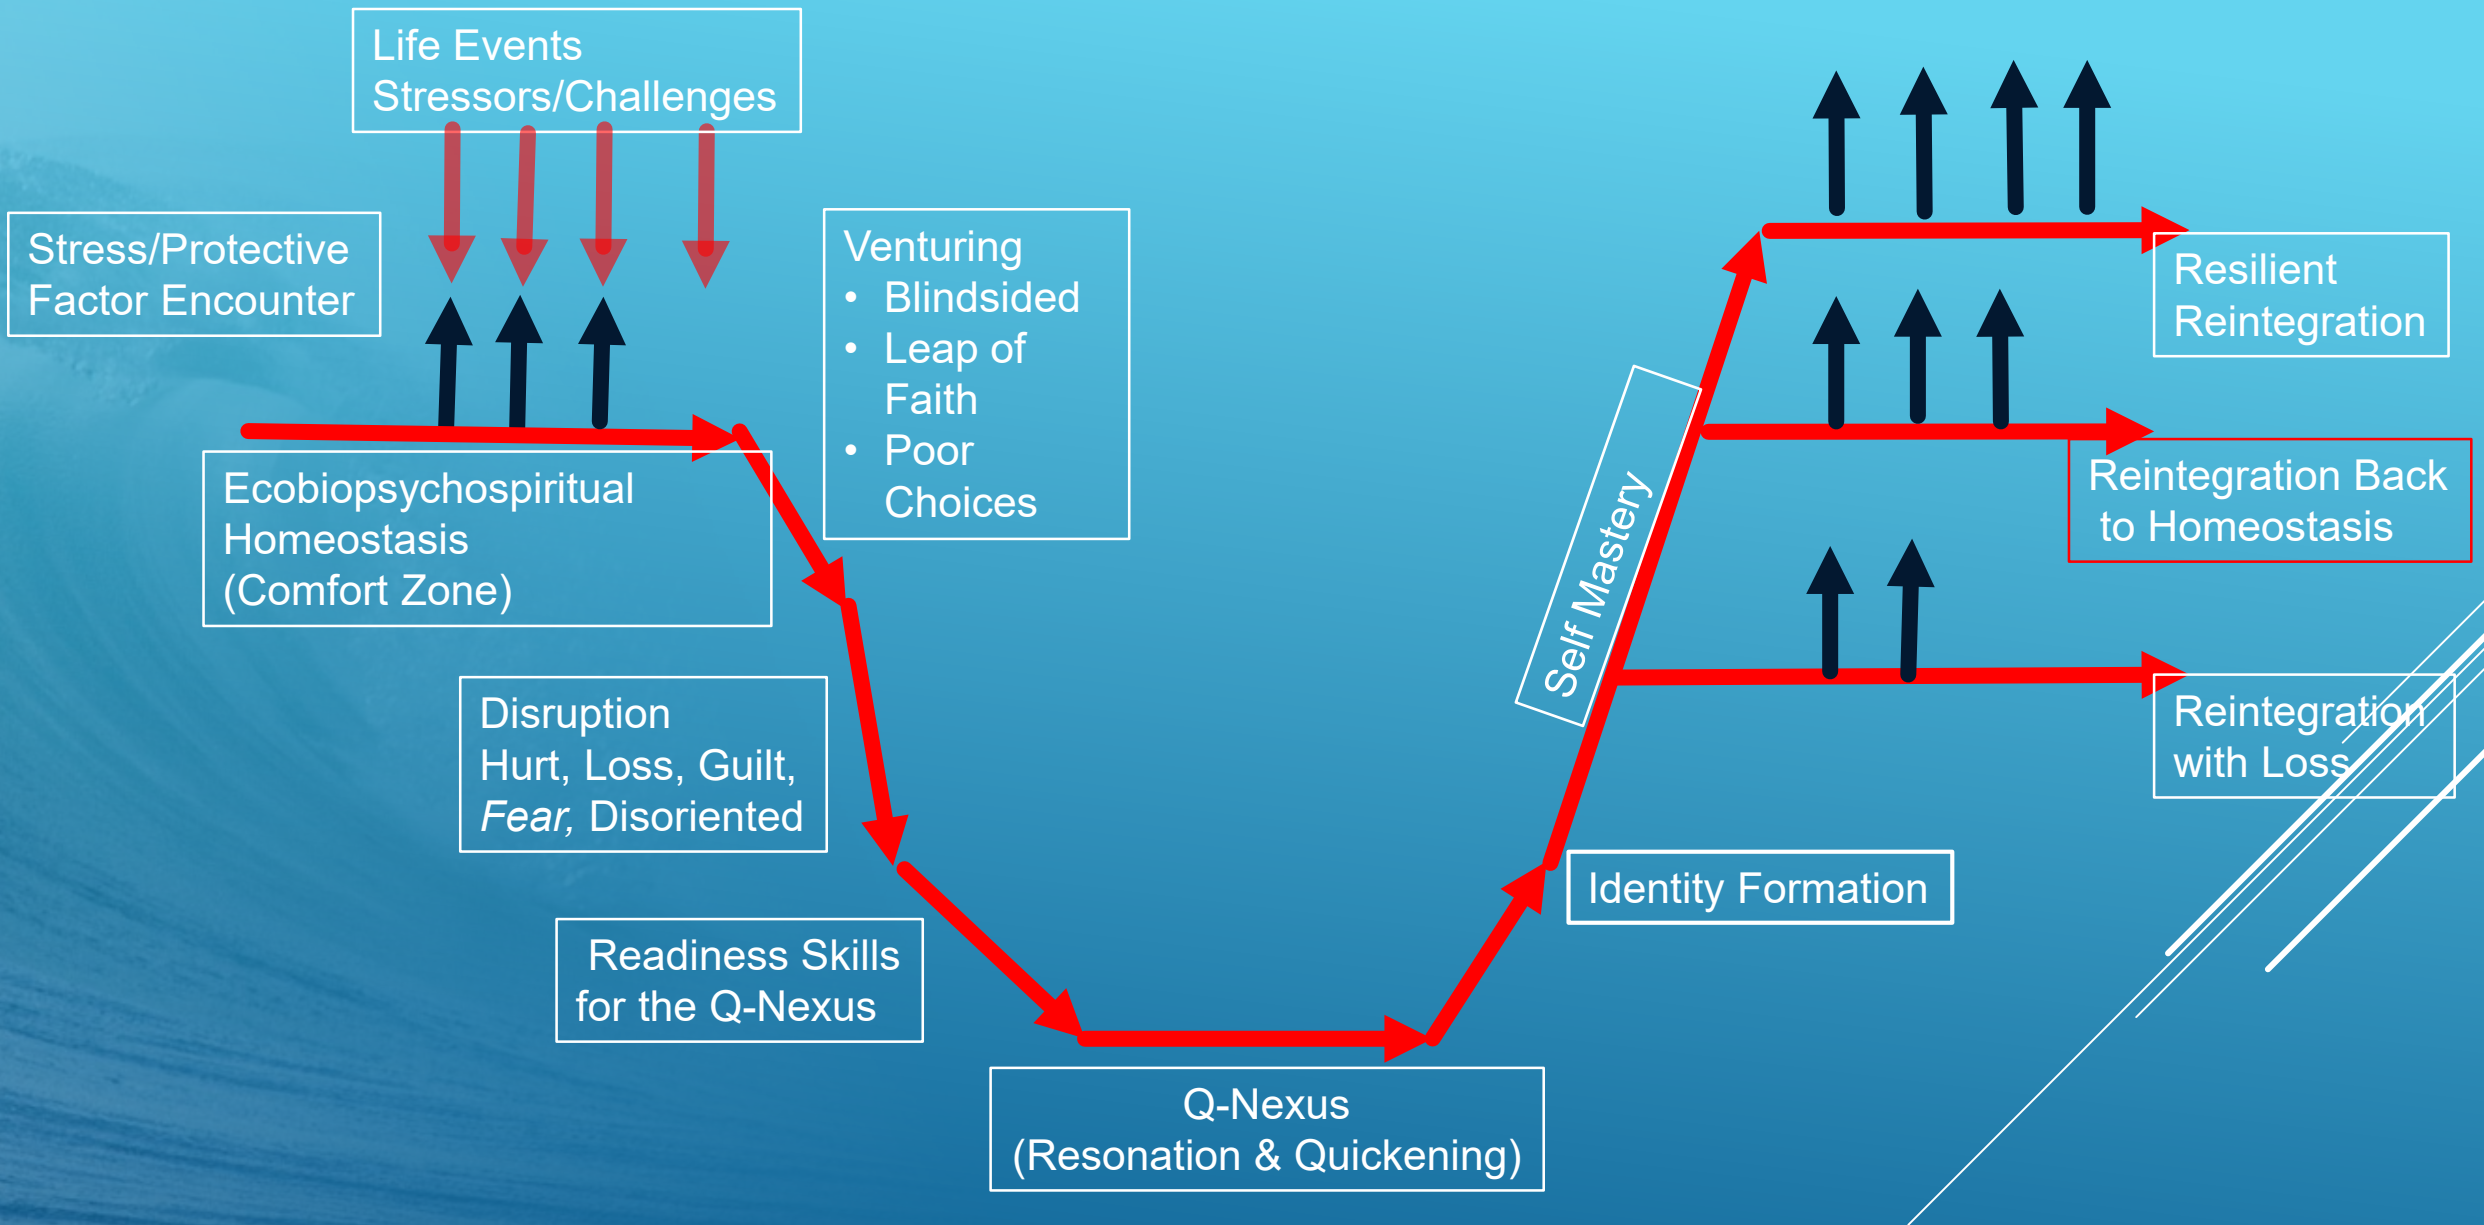 Life Events
Stressors/Challenges
Stress/Protective
Factor Encounter
Venturing
• Blindsided
• Leap of
Faith
• Poor
Choices
Ecobiopsychospiritual
Homeostasis
(Comfort Zone)
Disruption
Hurt, Loss, Guilt,
Fear, Disoriented
Readiness Skills
for the Q-Nexus
Q-Nexus
(Resonation & Quickening)
Identity Formation
Self Mastery
Resilient
Reintegration
Reintegration Back
to Homeostasis
Reintegration
with Loss